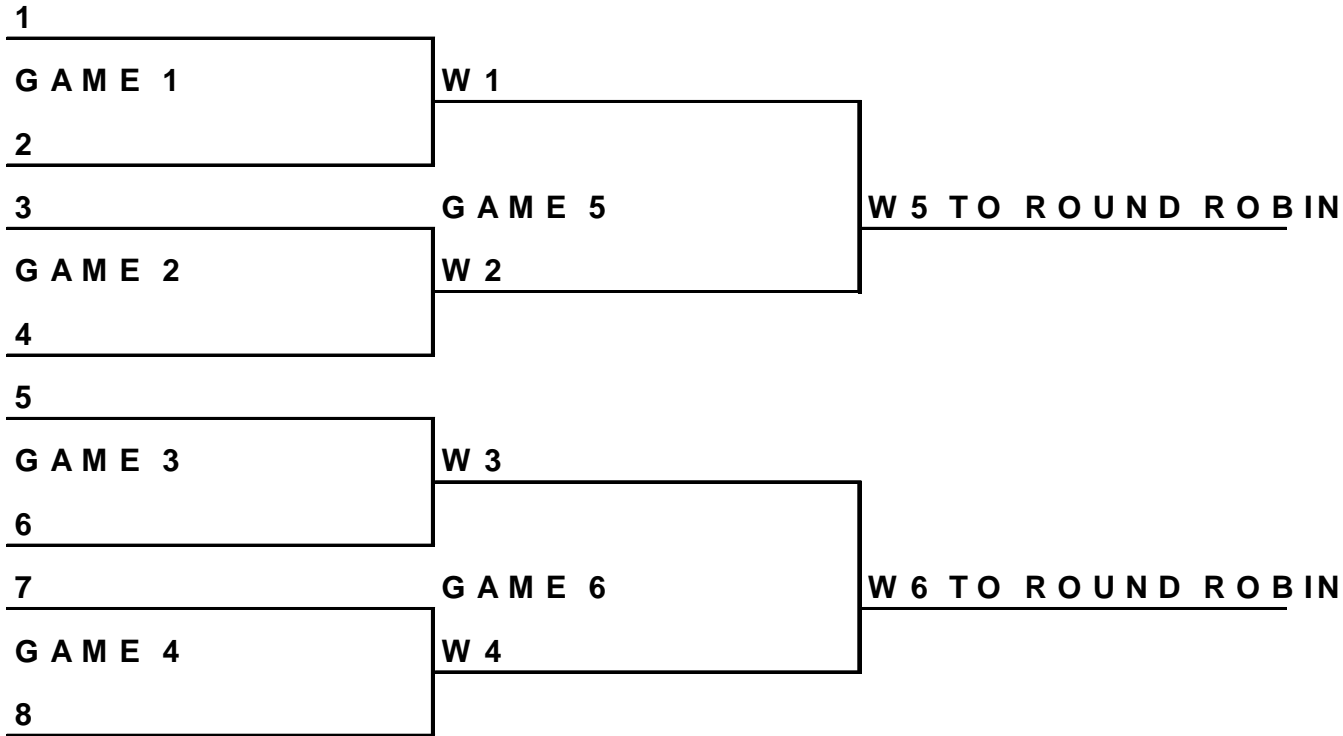 1
GAME 1
W 1
2
3
GAME 5
W 5 TO ROUND ROBIN
GAME 2
W 2
4
5
GAME 3
W 3
6
7
GAME 6
W 6 TO ROUND ROBIN
GAME 4
W 4
8